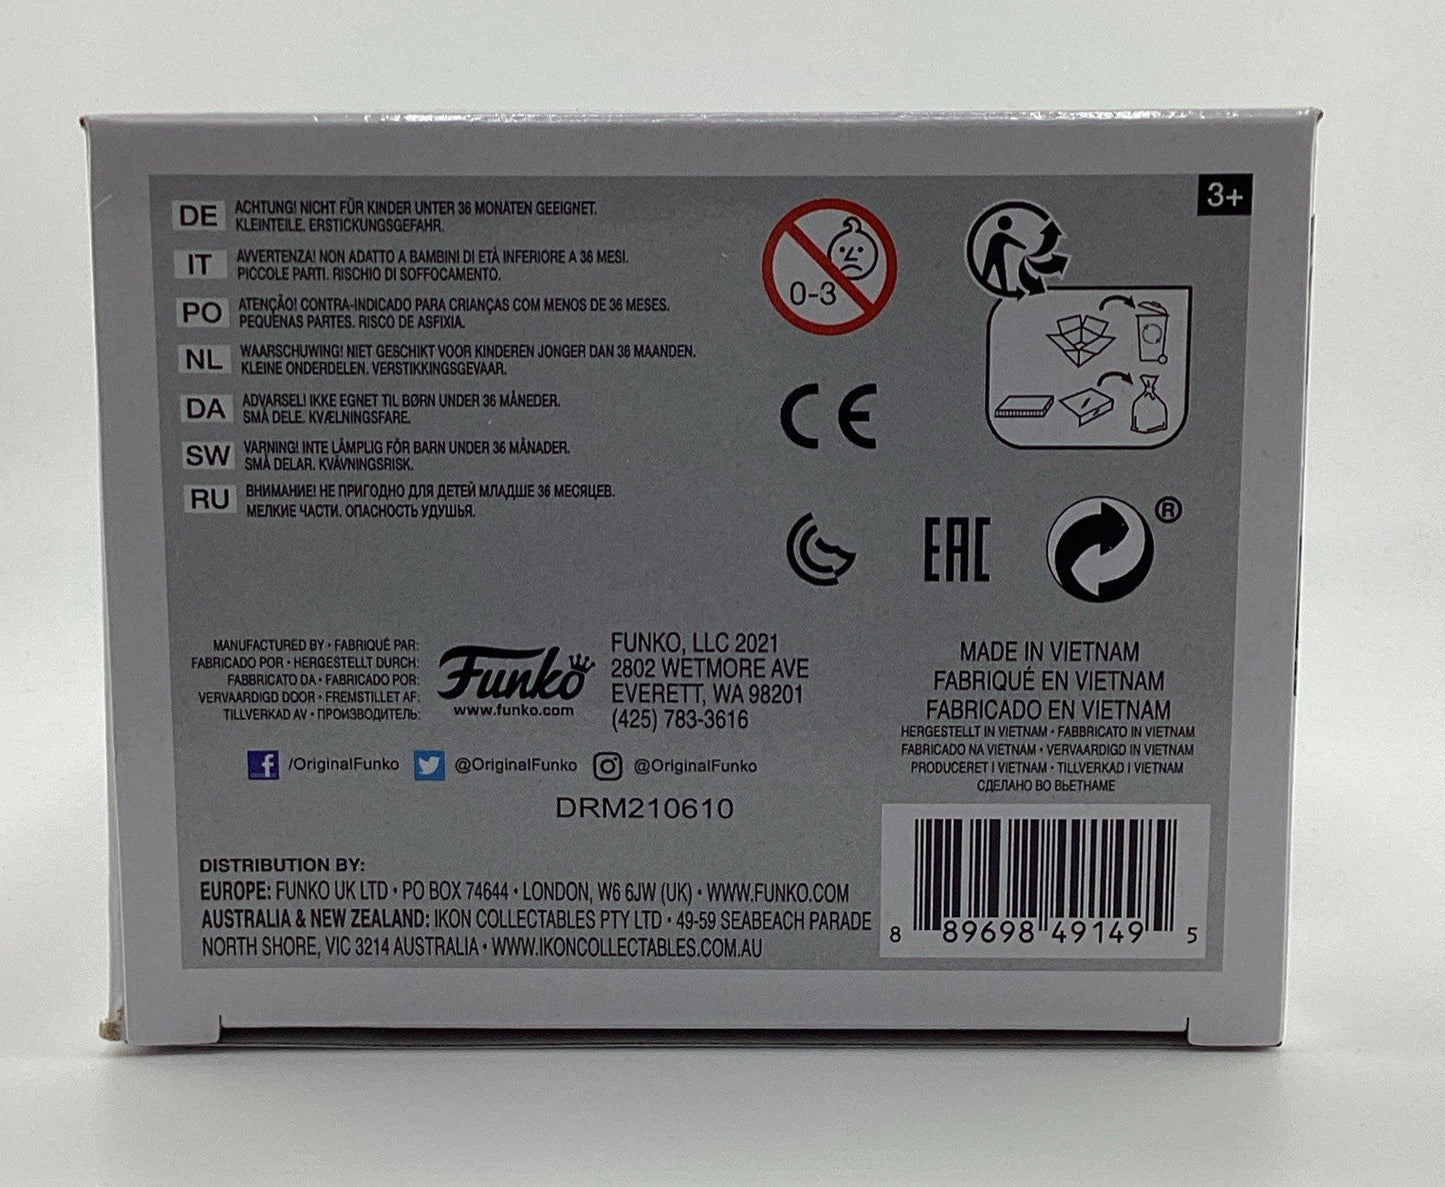 3+
DE ACHTUNG! NICHT FÜR KINDER UNTER 36 MONATEN GEEIGNET.
KLEINTEILE. ERSTICKUNGSGEFAHR.
IT AVVERTENZA! NON ADATTO A BAMBINI DI ETÀ INFERIORE A 36 MESI.
PICCOLE PARTI. RISCHIO DI SOFFOCAMENTO.
PO ATENÇÃO! CONTRA-INDICADO PARA CRIANÇAS COM MENOS DE 36 MESES.
PEQUENAS PARTES. RISCO DE ASFIXIA.
NL WAARSCHUWING! NIET GESCHIKT VOOR KINDEREN JONGER DAN 36 MAANDEN.
KLEINE ONDERDELEN. VERSTIKKINGSGEVAAR.
DA ADVARSEL! IKKE EGNET TIL BØRN UNDER 36 MÅNEDER.
SMÅ DELE. KVÆLNINGSFARE.
SW VARNING! INTE LÄMPLIG FÖR BARN UNDER 36 MÅNADER.
SMÅ DELAR. KVÄVNINGSRISK.
RU ВНИМАНИЕ! НЕ ПРИГОДНО ДЛЯ ДЕТЕЙ МЛАДШЕ 36 МЕСЯЦЕВ.
МЕЛКИЕ ЧАСТИ. ОПАСНОСТЬ УДУШЬЯ.
0-3
CE
EAC
®
MANUFACTURED BY • FABRIQUÉ PAR:
FABRICADO POR • HERGESTELLT DURCH:
FABBRICATO DA • FABRICADO POR:
VERVAARDIGD DOOR • FREMSTILLET AF:
TILLVERKAD AV • ПРОИЗВОДИТЕЛЬ:
Funko
www.funko.com
FUNKO, LLC 2021
2802 WETMORE AVE
EVERETT, WA 98201
(425) 783-3616
MADE IN VIETNAM
FABRIQUÉ EN VIETNAM
FABRICADO EN VIETNAM
HERGESTELLT IN VIETNAM • FABBRICATO IN VIETNAM
FABRICADO NA VIETNAM • VERVAARDIGD IN VIETNAM
PRODUCERET I VIETNAM • TILLVERKAD I VIETNAM
СДЕЛАНО ВО ВЬЕТНАМЕ
f /OriginalFunko @OriginalFunko @OriginalFunko
DRM210610
DISTRIBUTION BY:
EUROPE: FUNKO UK LTD • PO BOX 74644 • LONDON, W6 6JW (UK) • WWW.FUNKO.COM
AUSTRALIA & NEW ZEALAND: IKON COLLECTABLES PTY LTD • 49-59 SEABEACH PARADE
NORTH SHORE, VIC 3214 AUSTRALIA • WWW.IKONCOLLECTABLES.COM.AU
8 89698 49149 5